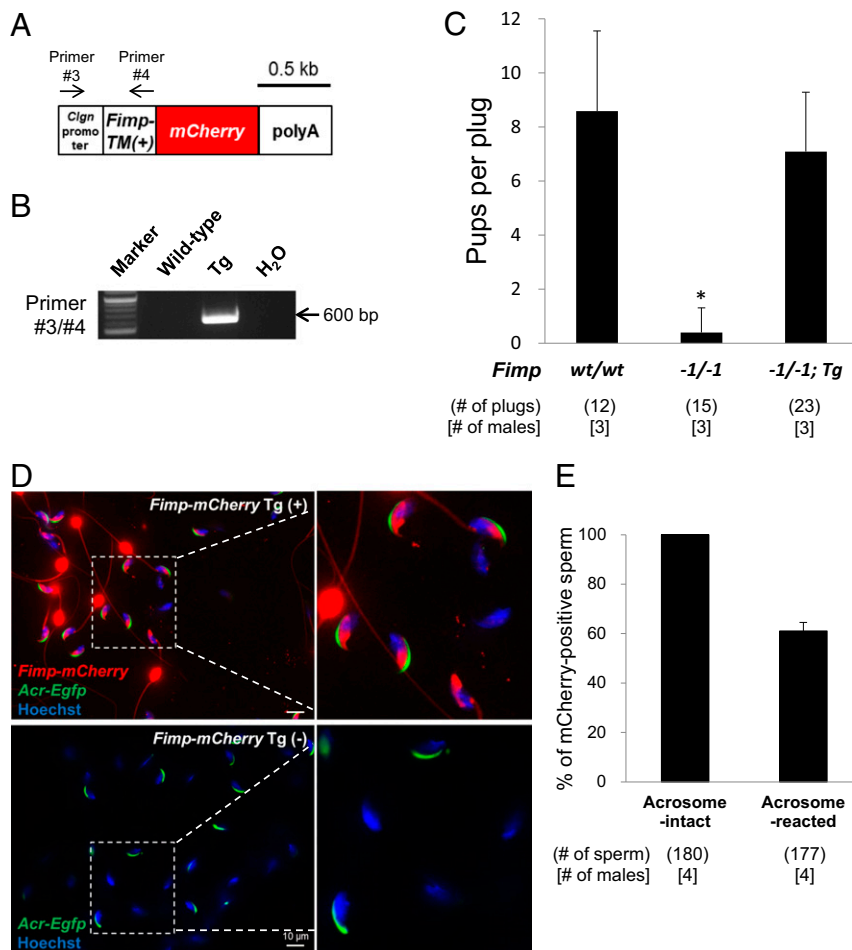 A
Primer
#3
Primer
#4
0.5 kb
Clgn
promo
ter
Fimp-
TM(+)
mCherry
polyA
B
Marker
Wild-type
Tg
H2O
Primer
#3/#4
600 bp
C
Pups per plug
12
10
8
6
4
2
0
*
Fimp wt/wt -1/-1 -1/-1; Tg
(# of plugs) (12) (15) (23)
[# of males] [3] [3] [3]
D
Fimp-mCherry Tg (+)
Fimp-mCherry
Acr-Egfp
Hoechst
Fimp-mCherry Tg (-)
Acr-Egfp
Hoechst
10 μm
E
% of mCherry-positive sperm
100
80
60
40
20
0
Acrosome
-intact
Acrosome
-reacted
(# of sperm) (180) (177)
[# of males] [4] [4]